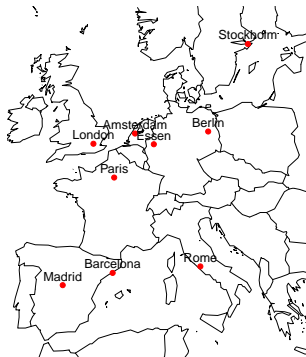 Stockholm
Amsterdam
Berlin
London
Essen
Paris
Rome
Barcelona
Madrid